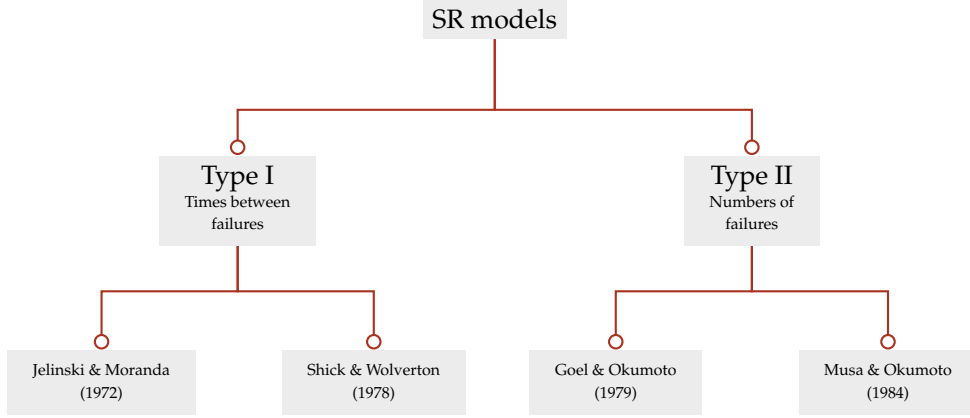 SR models
Type I
Times between
failures
Type II
Numbers of
failures
Jelinski & Moranda
(1972)
Shick & Wolverton
(1978)
Goel & Okumoto
(1979)
Musa & Okumoto
(1984)